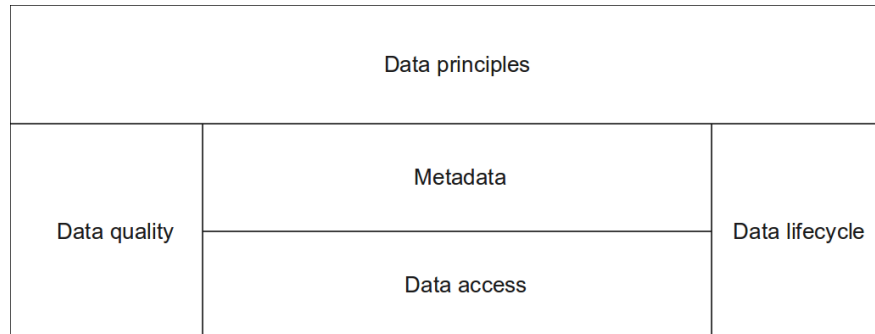 Data principles
Metadata
Data quality
Data lifecycle
Data access